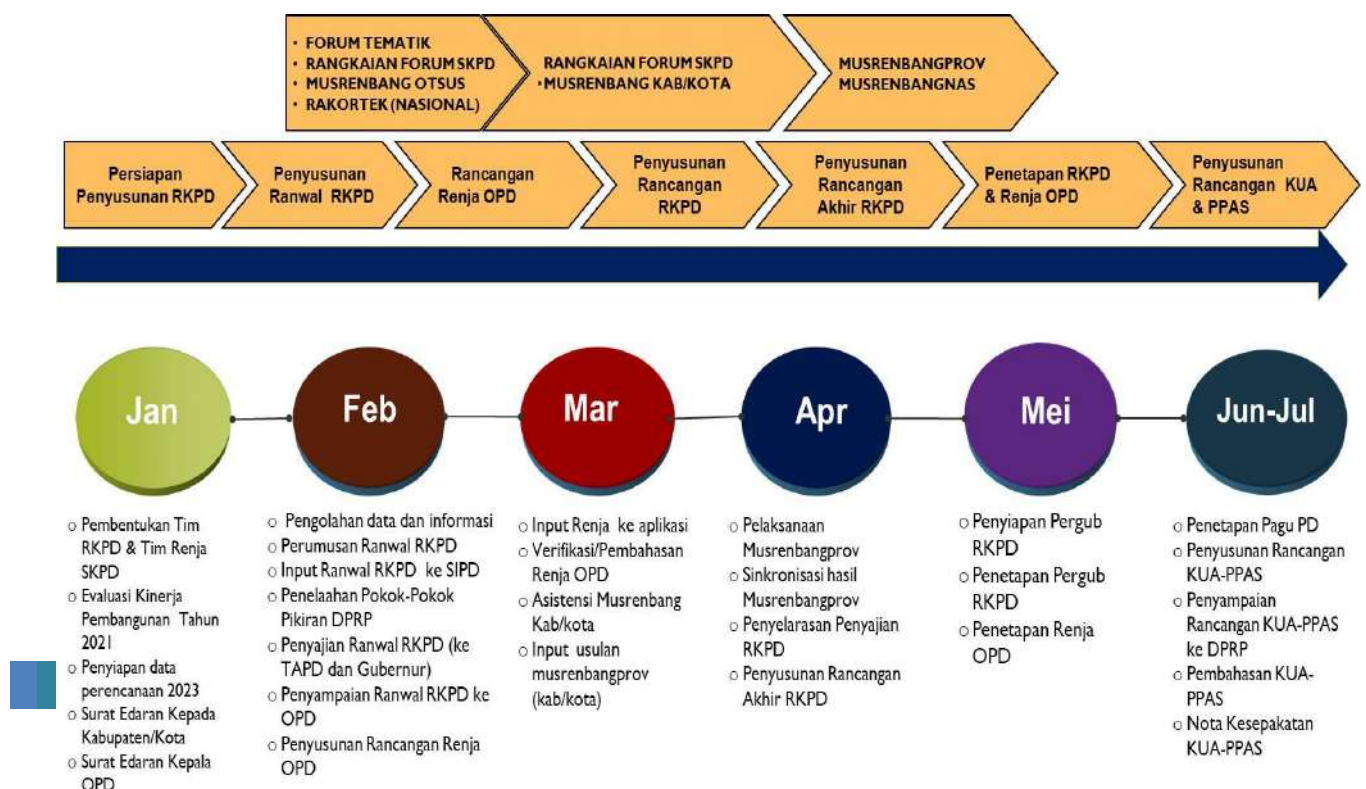 • FORUM TEMATIK
• RANGKAIAN FORUM SKPD
• MUSRENBANG OTSUS
• RAKORTEK (NASIONAL)
RANGKAIAN FORUM SKPD
•MUSRENBANG KAB/KOTA
MUSRENBANGPROV
MUSRENBANGNAS
Persiapan
Penyusunan RKPD
Penyusunan
Ranwal RKPD
Rancangan
Renja OPD
Penyusunan
Rancangan
RKPD
Penyusunan
Rancangan
Akhir RKPD
Penetapan RKPD
& Renja OPD
Penyusunan
Rancangan KUA
& PPAS
Jan
Feb
Mar
Apr
Mei
Jun-Jul
o Pembentukan Tim
RKPD & Tim Renja
SKPD
o Evaluasi Kinerja
Pembangunan Tahun
2021
o Penyiapan data
perencanaan 2023
o Surat Edaran Kepada
Kabupaten/Kota
o Surat Edaran Kepala
OPD
o Pengolahan data dan informasi
o Perumusan Ranwal RKPD
o Input Ranwal RKPD ke SIPD
o Penelaahan Pokok-Pokok
Pikiran DPRP
o Penyajian Ranwal RKPD (ke
TAPD dan Gubernur)
o Penyampaian Ranwal RKPD ke
OPD
o Penyusunan Rancangan Renja
OPD
o Input Renja ke aplikasi
o Verifikasi/Pembahasan
Renja OPD
o Asistensi Musrenbang
Kab/kota
o Input usulan
musrenbangprov
(kab/kota)
o Pelaksanaan
Musrenbangprov
o Sinkronisasi hasil
Musrenbangprov
o Penyelarasan Penyajian
RKPD
o Penyusunan Rancangan
Akhir RKPD
o Penyiapan Pergub
RKPD
o Penetapan Pergub
RKPD
o Penetapan Renja
OPD
o Penetapan Pagu PD
o Penyusunan Rancangan
KUA-PPAS
o Penyampaian
Rancangan KUA-PPAS
ke DPRP
o Pembahasan KUA-
PPAS
o Nota Kesepakatan
KUA-PPAS